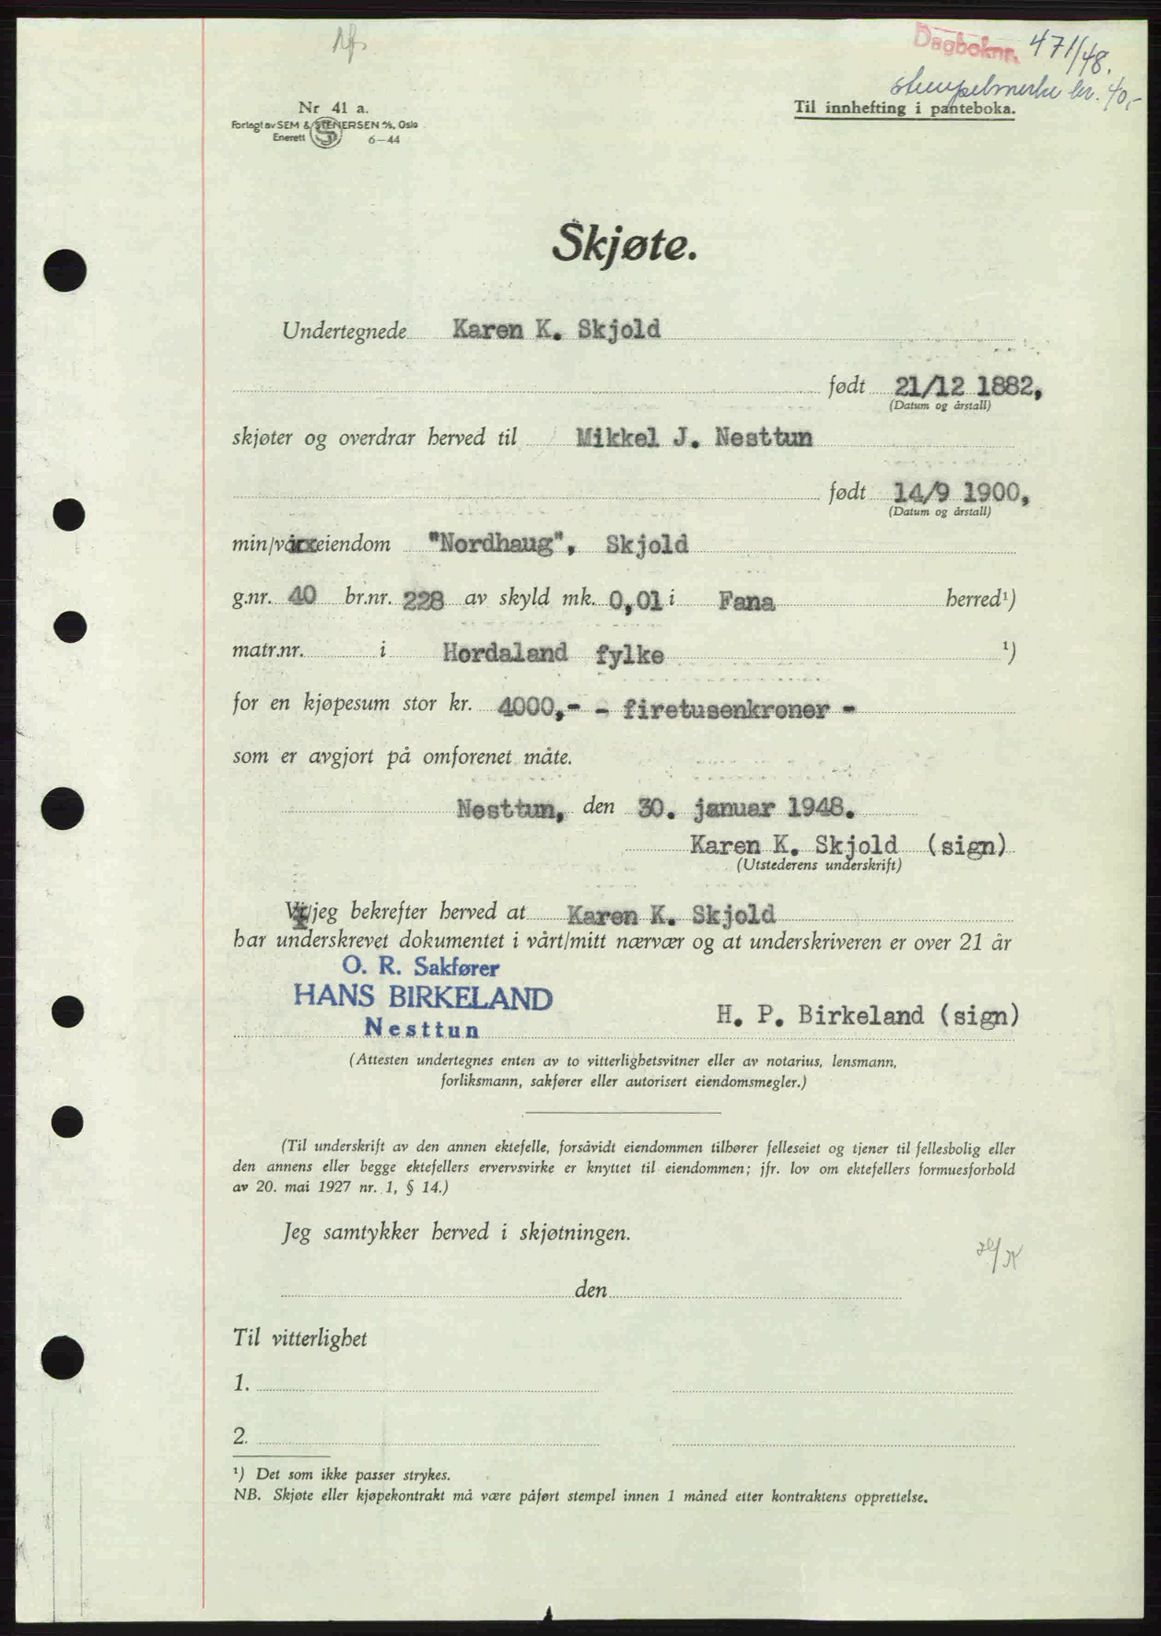 Dagboknr. 471/48.
stempelmerke kr. 40,-
Nr 41 a.
Forlagt av SEM & STENERSEN A/S, Oslo
Enerett 6-44
Til innhefting i panteboka.
Skjøte.
Undertegnede Karen K. Skjold
født 21/12 1882,
(Datum og årstall)
skjøter og overdrar herved til Mikkel J. Nesttun
født 14/9 1900,
(Datum og årstall)
min/vår eiendom "Nordhaug", Skjold
g.nr. 40 br.nr. 228 av skyld mk. 0,01 i Fana herred¹)
matr.nr. i Hordaland fylke ¹)
for en kjøpesum stor kr. 4000,- - firetusenkroner -
som er avgjort på omforenet måte.
Nesttun, den 30. januar 1948.
Karen K. Skjold (sign)
(Utstederens underskrift)
Vi/jeg bekrefter herved at Karen K. Skjold
har underskrevet dokumentet i vårt/mitt nærvær og at underskriveren er over 21 år
O. R. Sakfører
HANS BIRKELAND
Nesttun
H. P. Birkeland (sign)
(Attesten undertegnes enten av to vitterlighetsvitner eller av notarius, lensmann,
forliksmann, sakfører eller autorisert eiendomsmegler.)
(Til underskrift av den annen ektefelle, forsåvidt eiendommen tilhører felleseiet og tjener til fellesbolig eller
den annens eller begge ektefellers ervervsvirke er knyttet til eiendommen; jfr. lov om ektefellers formuesforhold
av 20. mai 1927 nr. 1, § 14.)
Jeg samtykker herved i skjøtningen.
den
Til vitterlighet
1.
2.
¹) Det som ikke passer strykes.
NB. Skjøte eller kjøpekontrakt må være påført stempel innen 1 måned etter kontraktens opprettelse.